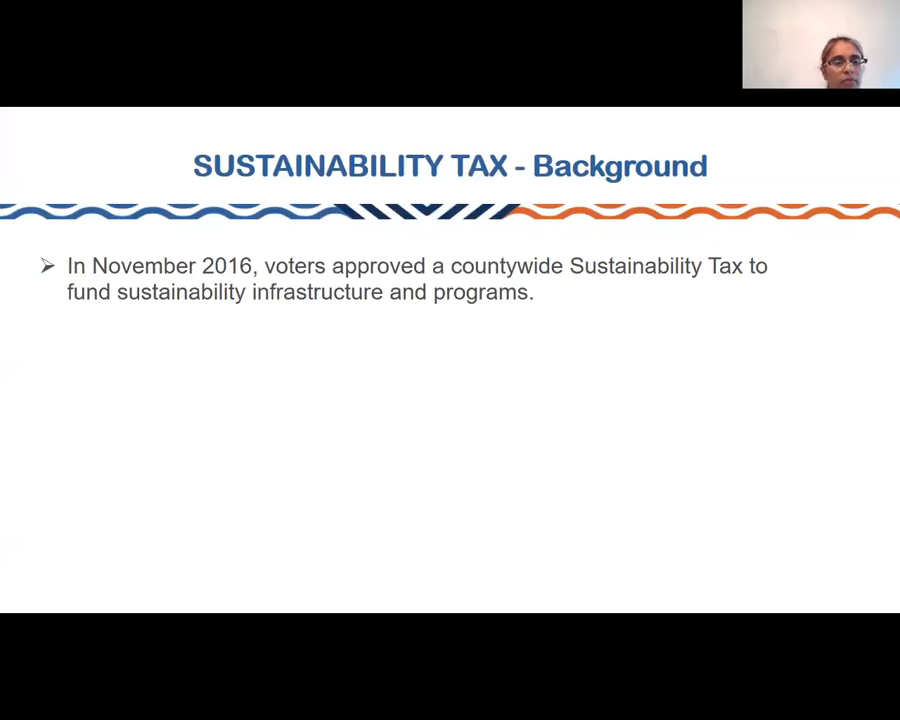 SUSTAINABILITY TAX - Background
➢ In November 2016, voters approved a countywide Sustainability Tax to
fund sustainability infrastructure and programs.